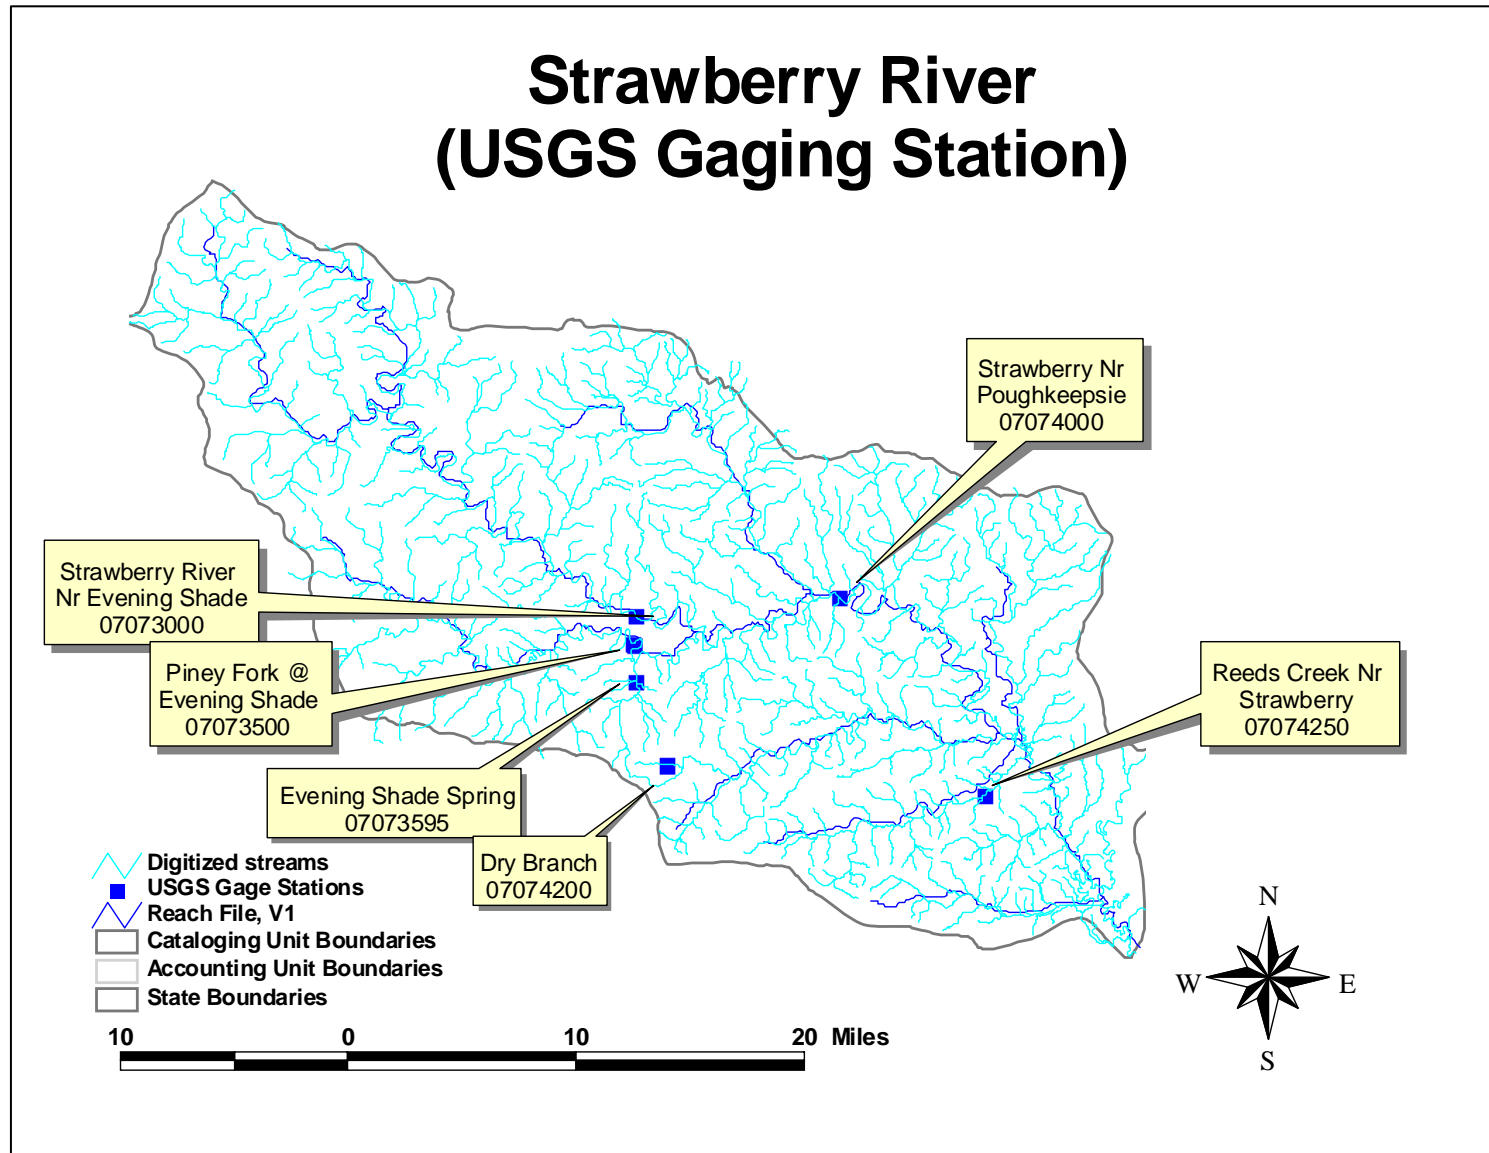 Strawberry River
(USGS Gaging Station)
Strawberry Nr
Poughkeepsie
07074000
Strawberry River
Nr Evening Shade
07073000
Piney Fork @
Evening Shade
07073500
Reeds Creek Nr
Strawberry
07074250
Evening Shade Spring
07073595
Dry Branch
07074200
Digitized streams
USGS Gage Stations
Reach File, V1
Cataloging Unit Boundaries
Accounting Unit Boundaries
State Boundaries
N
W E
S
10 0 10 20 Miles